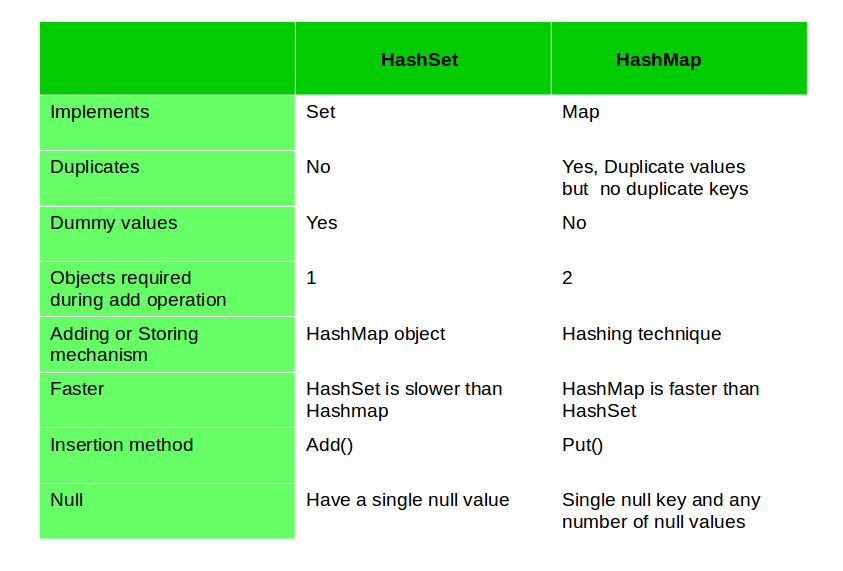 HashSet HashMap
Implements Set Map
Duplicates No Yes, Duplicate values
but  no duplicate keys
Dummy values Yes No
Objects required 1 2
during add operation
Adding or Storing HashMap object Hashing technique
mechanism
Faster HashSet is slower than HashMap is faster than
Hashmap HashSet
Insertion method Add() Put()
Null Have a single null value Single null key and any
number of null values